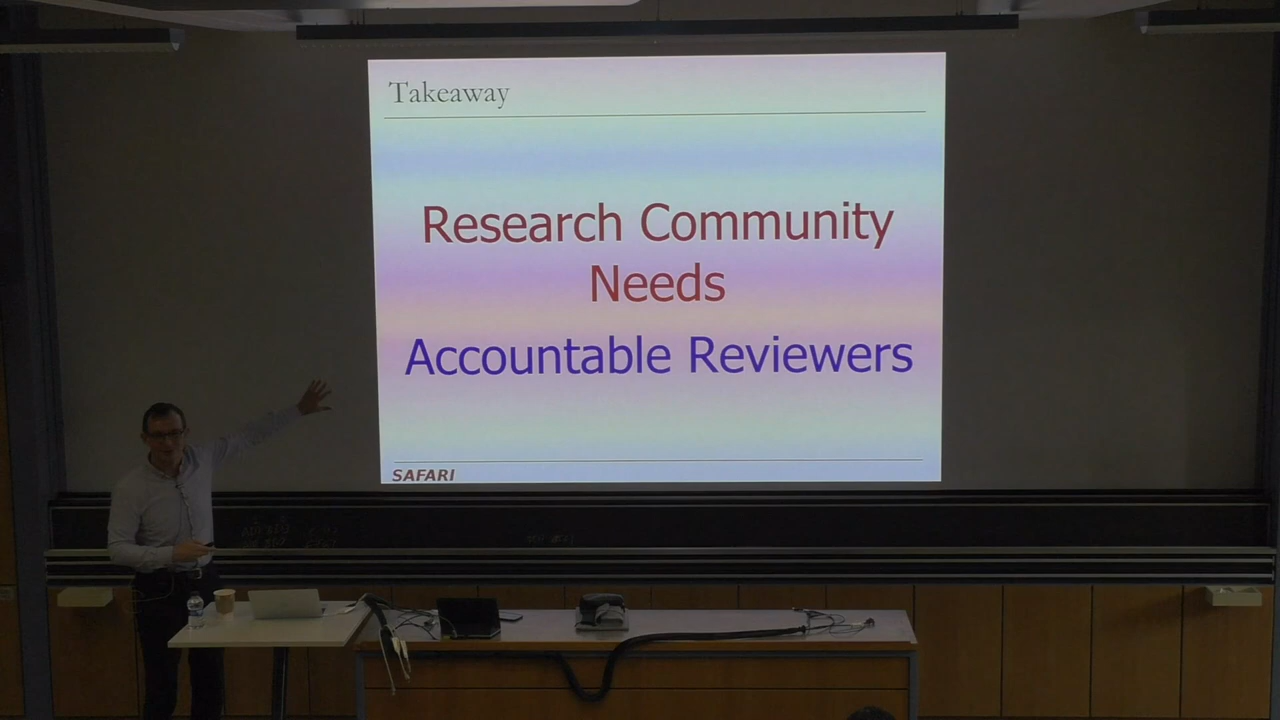 Takeaway
Research Community
Needs
Accountable Reviewers
SAFARI